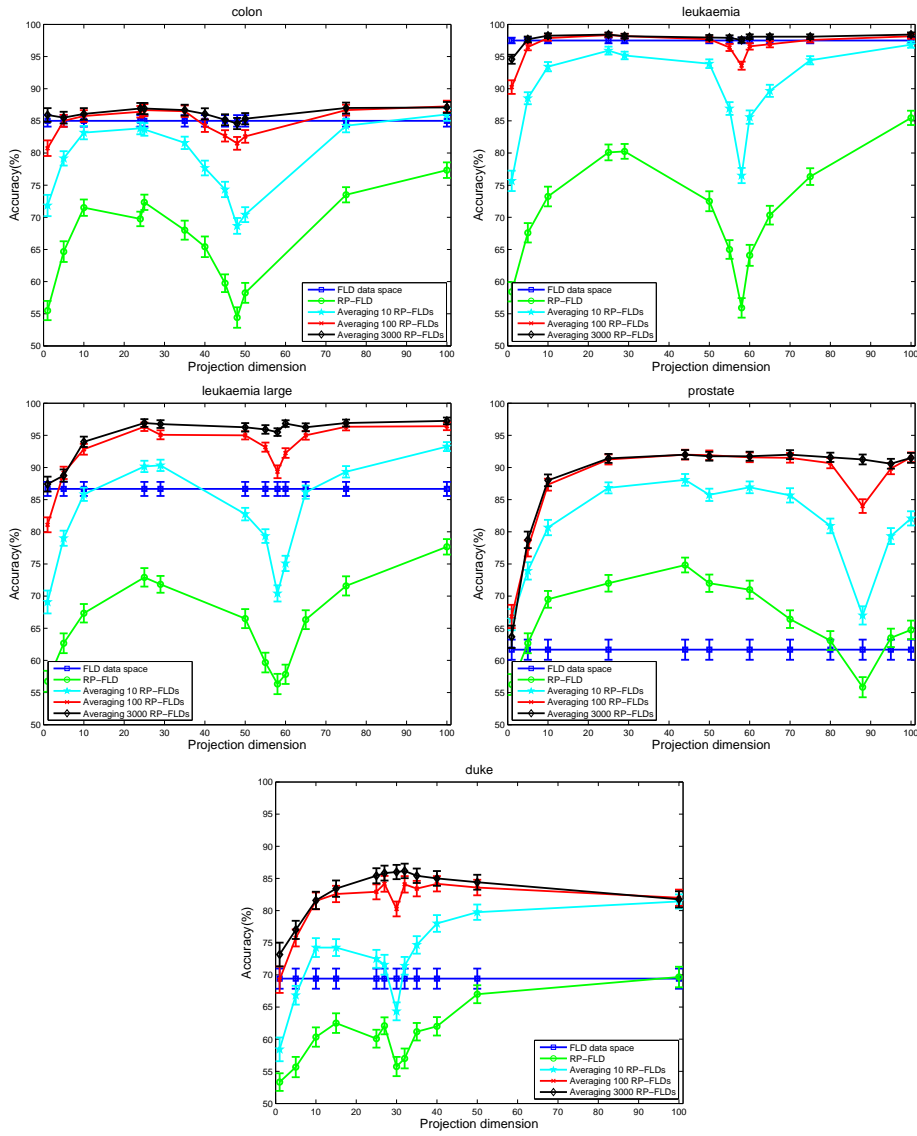 colon
Accuracy(%)
100
95
90
85
80
75
70
65
60
55
50
FLD data space
RP−FLD
Averaging 10 RP−FLDs
Averaging 100 RP−FLDs
Averaging 3000 RP−FLDs
0 10 20 30 40 50 60 70 80 90 100
Projection dimension
leukaemia
Accuracy(%)
100
95
90
85
80
75
70
65
60
55
50
FLD data space
RP−FLD
Averaging 10 RP−FLDs
Averaging 100 RP−FLDs
Averaging 3000 RP−FLDs
0 10 20 30 40 50 60 70 80 90 100
Projection dimension
leukaemia large
Accuracy(%)
100
95
90
85
80
75
70
65
60
55
50
FLD data space
RP−FLD
Averaging 10 RP−FLDs
Averaging 100 RP−FLDs
Averaging 3000 RP−FLDs
0 10 20 30 40 50 60 70 80 90 100
Projection dimension
prostate
Accuracy(%)
100
95
90
85
80
75
70
65
60
55
50
FLD data space
RP−FLD
Averaging 10 RP−FLDs
Averaging 100 RP−FLDs
Averaging 3000 RP−FLDs
0 10 20 30 40 50 60 70 80 90 100
Projection dimension
duke
Accuracy(%)
100
95
90
85
80
75
70
65
60
55
50
FLD data space
RP−FLD
Averaging 10 RP−FLDs
Averaging 100 RP−FLDs
Averaging 3000 RP−FLDs
0 10 20 30 40 50 60 70 80 90 100
Projection dimension